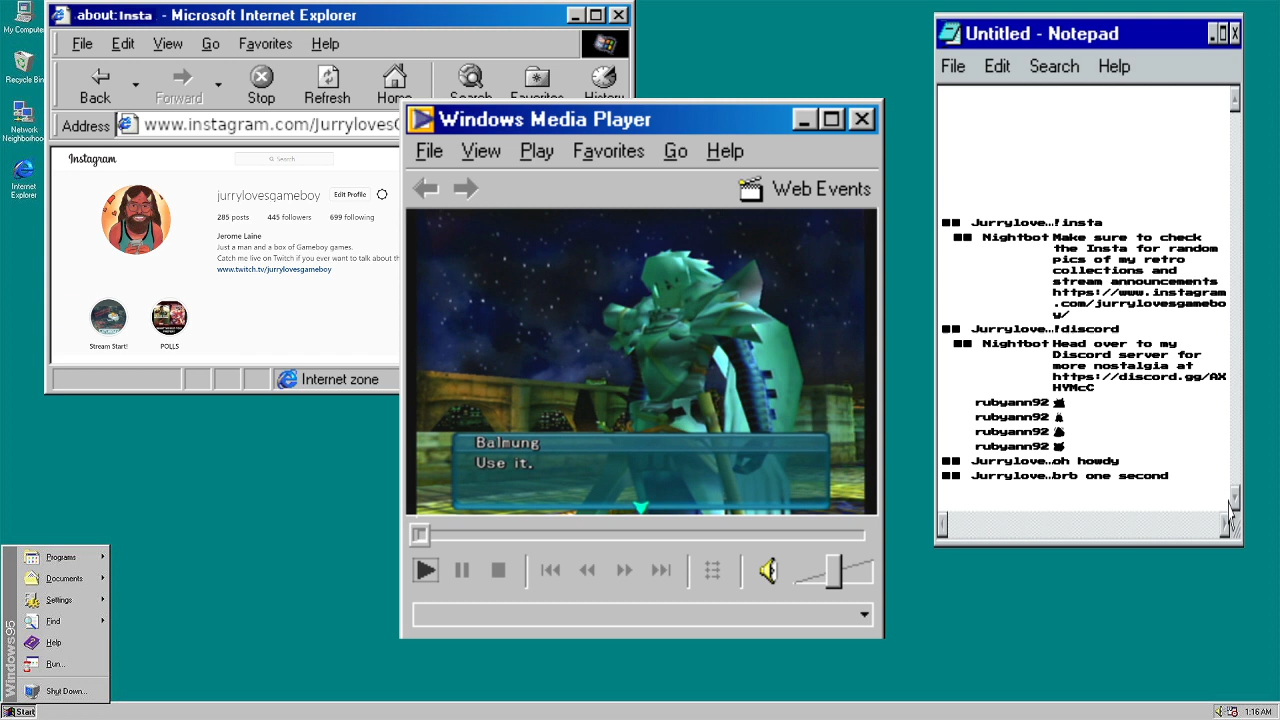 My Compute
Recycle Bin
Network
Neighborhoo
Internet
Explorer
about:Insta - Microsoft Internet Explorer
File Edit View Go Favorites Help
Back Forward Stop Refresh Home Search Favorites History
Address www.instagram.com/JurrylovesG
Instagram
Search
jurrylovesgameboy Edit Profile
285 posts 445 followers 699 following
Jerome Laine
Just a man and a box of Gameboy games.
Catch me live on Twitch if you ever want to talk about th
www.twitch.tv/jurrylovesgameboy
Stream Start! POLLS
Internet zone
Windows Media Player
File View Play Favorites Go Help
Web Events
Balmung
Use it.
Untitled - Notepad
File Edit Search Help
Jurrylove…!insta
Nightbot Make sure to check
the Insta for random
pics of my retro
collections and
stream announcements
https://www.instagram
.com/jurrylovesgamebo
y/
Jurrylove…!discord
Nightbot Head over to my
Discord server for
more nostalgia at
https://discord.gg/AX
HYMcC
rubyann92
rubyann92
rubyann92
rubyann92
Jurrylove…oh howdy
Jurrylove…brb one second
Programs
Documents
Settings
Find
Help
Run...
Shut Down...
Windows95
Start
1:16 AM